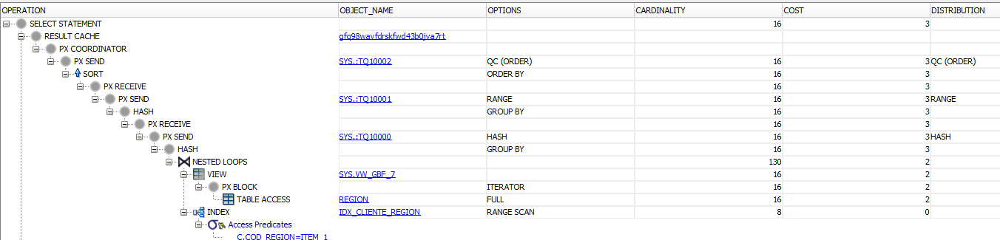 OPERATION OBJECT_NAME OPTIONS CARDINALITY COST DISTRIBUTION
SELECT STATEMENT 16 3
RESULT CACHE gfq98wavfdrskfwd43b0jva7rt
PX COORDINATOR
PX SEND SYS.:TQ10002 QC (ORDER) 16 3 QC (ORDER)
SORT ORDER BY 16 3
PX RECEIVE 16 3
PX SEND SYS.:TQ10001 RANGE 16 3 RANGE
HASH GROUP BY 16 3
PX RECEIVE 16 3
PX SEND SYS.:TQ10000 HASH 16 3 HASH
HASH GROUP BY 16 3
NESTED LOOPS 130 2
VIEW SYS.VW_GBF_7 16 2
PX BLOCK ITERATOR 16 2
TABLE ACCESS REGION FULL 16 2
INDEX IDX_CLIENTE_REGION RANGE SCAN 8 0
Access Predicates
C.COD_REGION=ITEM_1